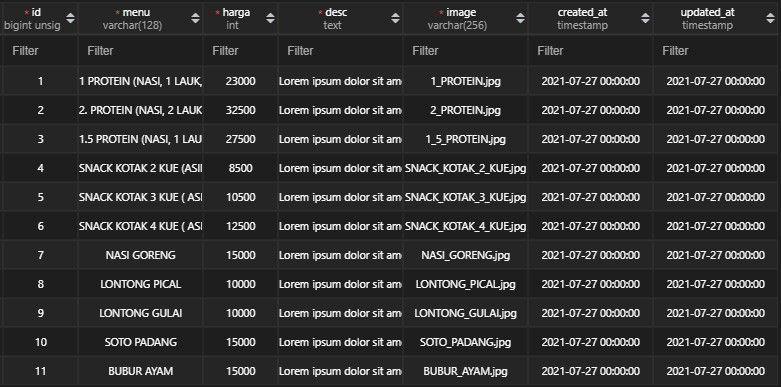 * id * menu * harga * desc * image created_at updated_at
bigint unsig varchar(128) int text varchar(256) timestamp timestamp
Filter Filter Filter Filter Filter Filter Filter
1 1 PROTEIN (NASI, 1 LAUK, 23000 Lorem ipsum dolor sit am 1_PROTEIN.jpg 2021-07-27 00:00:00 2021-07-27 00:00:00
2 2. PROTEIN (NASI, 2 LAUK 32500 Lorem ipsum dolor sit am 2_PROTEIN.jpg 2021-07-27 00:00:00 2021-07-27 00:00:00
3 1.5 PROTEIN (NASI, 1 LAU 27500 Lorem ipsum dolor sit am 1_5_PROTEIN.jpg 2021-07-27 00:00:00 2021-07-27 00:00:00
4 SNACK KOTAK 2 KUE (ASI 8500 Lorem ipsum dolor sit am SNACK_KOTAK_2_KUE.jpg 2021-07-27 00:00:00 2021-07-27 00:00:00
5 SNACK KOTAK 3 KUE ( ASI 10500 Lorem ipsum dolor sit am SNACK_KOTAK_3_KUE.jpg 2021-07-27 00:00:00 2021-07-27 00:00:00
6 SNACK KOTAK 4 KUE ( ASI 12500 Lorem ipsum dolor sit am SNACK_KOTAK_4_KUE.jpg 2021-07-27 00:00:00 2021-07-27 00:00:00
7 NASI GORENG 15000 Lorem ipsum dolor sit am NASI_GORENG.jpg 2021-07-27 00:00:00 2021-07-27 00:00:00
8 LONTONG PICAL 10000 Lorem ipsum dolor sit am LONTONG_PICAL.jpg 2021-07-27 00:00:00 2021-07-27 00:00:00
9 LONTONG GULAI 10000 Lorem ipsum dolor sit am LONTONG_GULAI.jpg 2021-07-27 00:00:00 2021-07-27 00:00:00
10 SOTO PADANG 15000 Lorem ipsum dolor sit am SOTO_PADANG.jpg 2021-07-27 00:00:00 2021-07-27 00:00:00
11 BUBUR AYAM 15000 Lorem ipsum dolor sit am BUBUR_AYAM.jpg 2021-07-27 00:00:00 2021-07-27 00:00:00